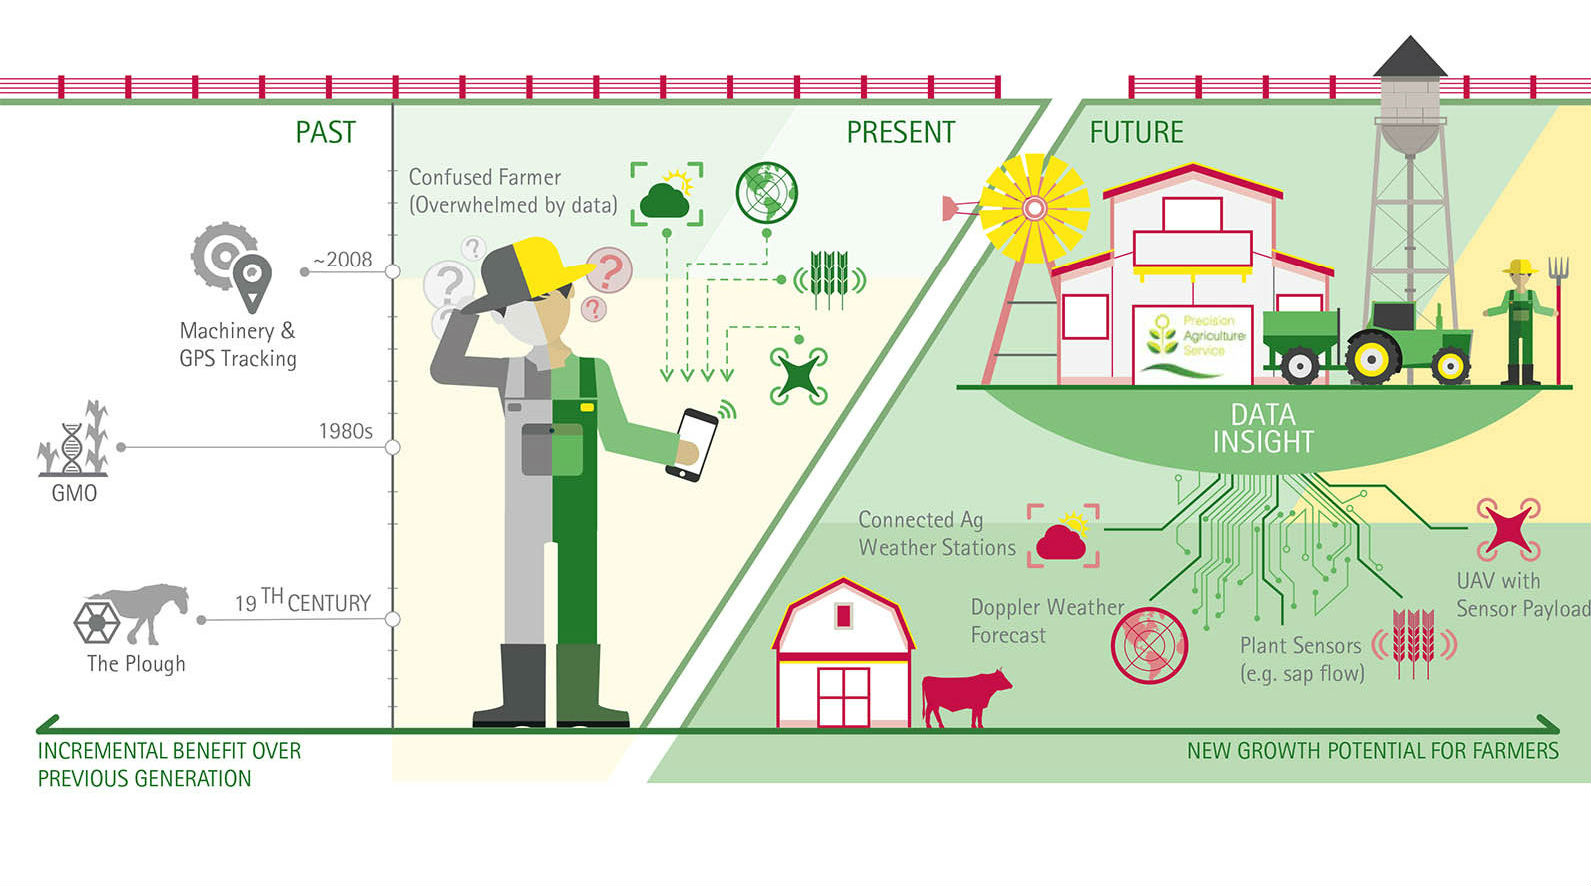 PAST
PRESENT
FUTURE
Confused Farmer
(Overwhelmed by data)
?
?
?
?
~2008
Machinery &
GPS Tracking
1980s
GMO
19 TH CENTURY
The Plough
Precision
Agriculture
Service
DATA
INSIGHT
Connected Ag
Weather Stations
Doppler Weather
Forecast
Plant Sensors
(e.g. sap flow)
UAV with
Sensor Payload
INCREMENTAL BENEFIT OVER
PREVIOUS GENERATION
NEW GROWTH POTENTIAL FOR FARMERS